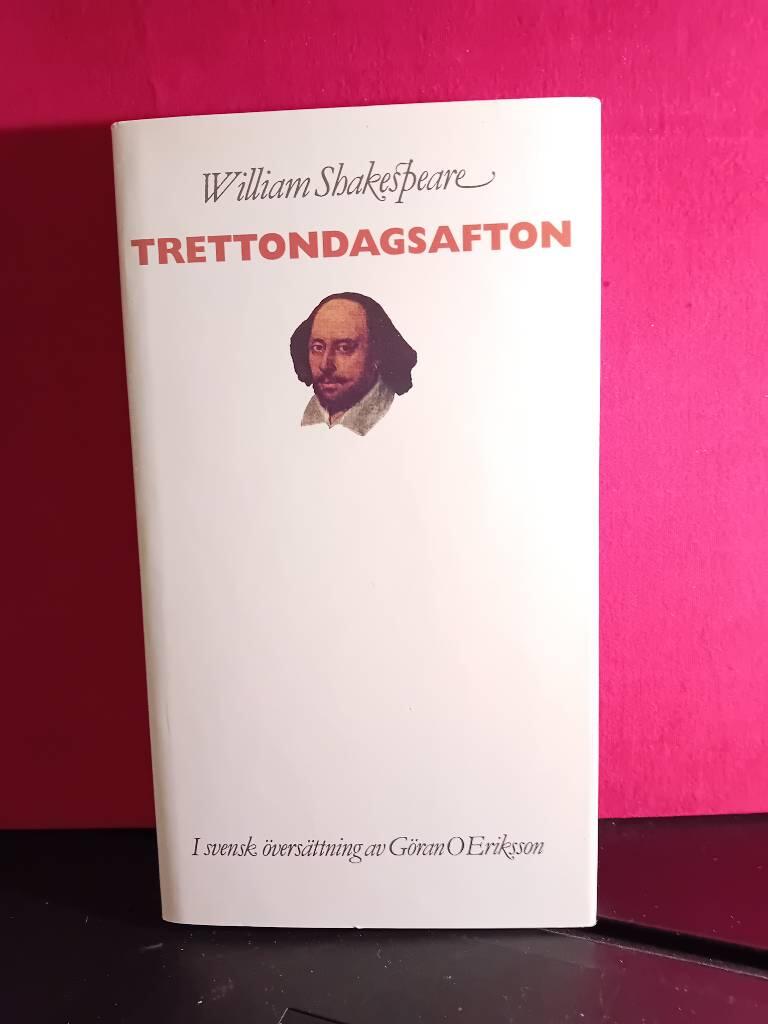 William Shakespeare
TRETTONDAGSAFTON
I svensk översättning av Göran O Eriksson